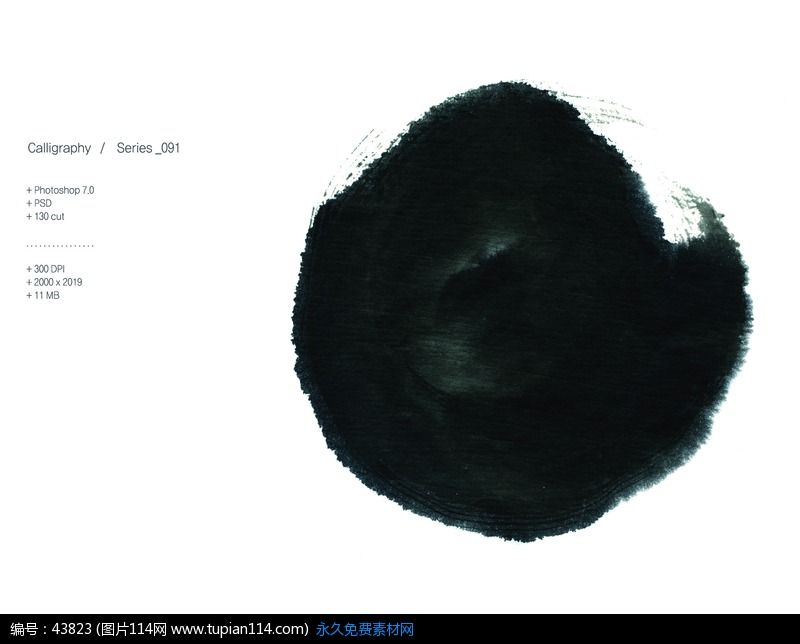 Calligraphy / Series _091
+ Photoshop 7.0
+ PSD
+ 130 cut
................
+ 300 DPI
+ 2000 x 2019
+ 11 MB
编号：43823 (图片114网 www.tupian114.com) 永久免费素材网